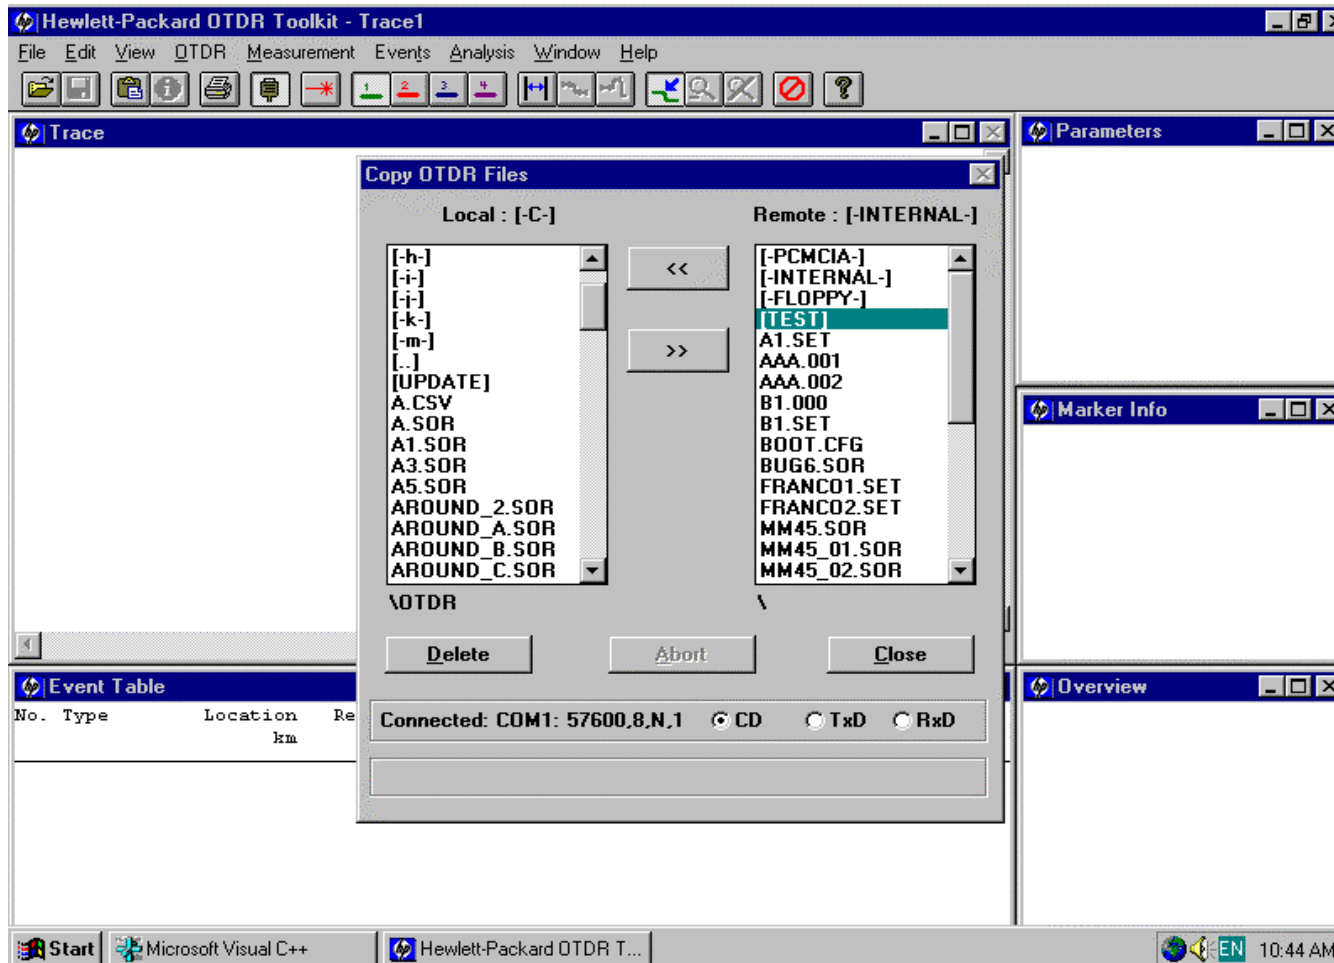 Hewlett-Packard OTDR Toolkit - Trace1
File Edit View OTDR Measurement Events Analysis Window Help
1 2 3 4
Trace
Parameters
Copy OTDR Files
Local : [-C-]
Remote : [-INTERNAL-]
[-h-]
[-i-]
[-j-]
[-k-]
[-m-]
[..]
[UPDATE]
A.CSV
A.SOR
A1.SOR
A3.SOR
A5.SOR
AROUND_2.SOR
AROUND_A.SOR
AROUND_B.SOR
AROUND_C.SOR
<<
>>
[-PCMCIA-]
[-INTERNAL-]
[-FLOPPY-]
[TEST]
A1.SET
AAA.001
AAA.002
B1.000
B1.SET
BOOT.CFG
BUG6.SOR
FRANCO1.SET
FRANCO2.SET
MM45.SOR
MM45_01.SOR
MM45_02.SOR
\OTDR
\
Delete Abort Close
Connected: COM1: 57600,8,N,1 CD TxD RxD
Marker Info
Event Table
No. Type Location Re
km
Overview
Start Microsoft Visual C++ Hewlett-Packard OTDR T... EN 10:44 AM